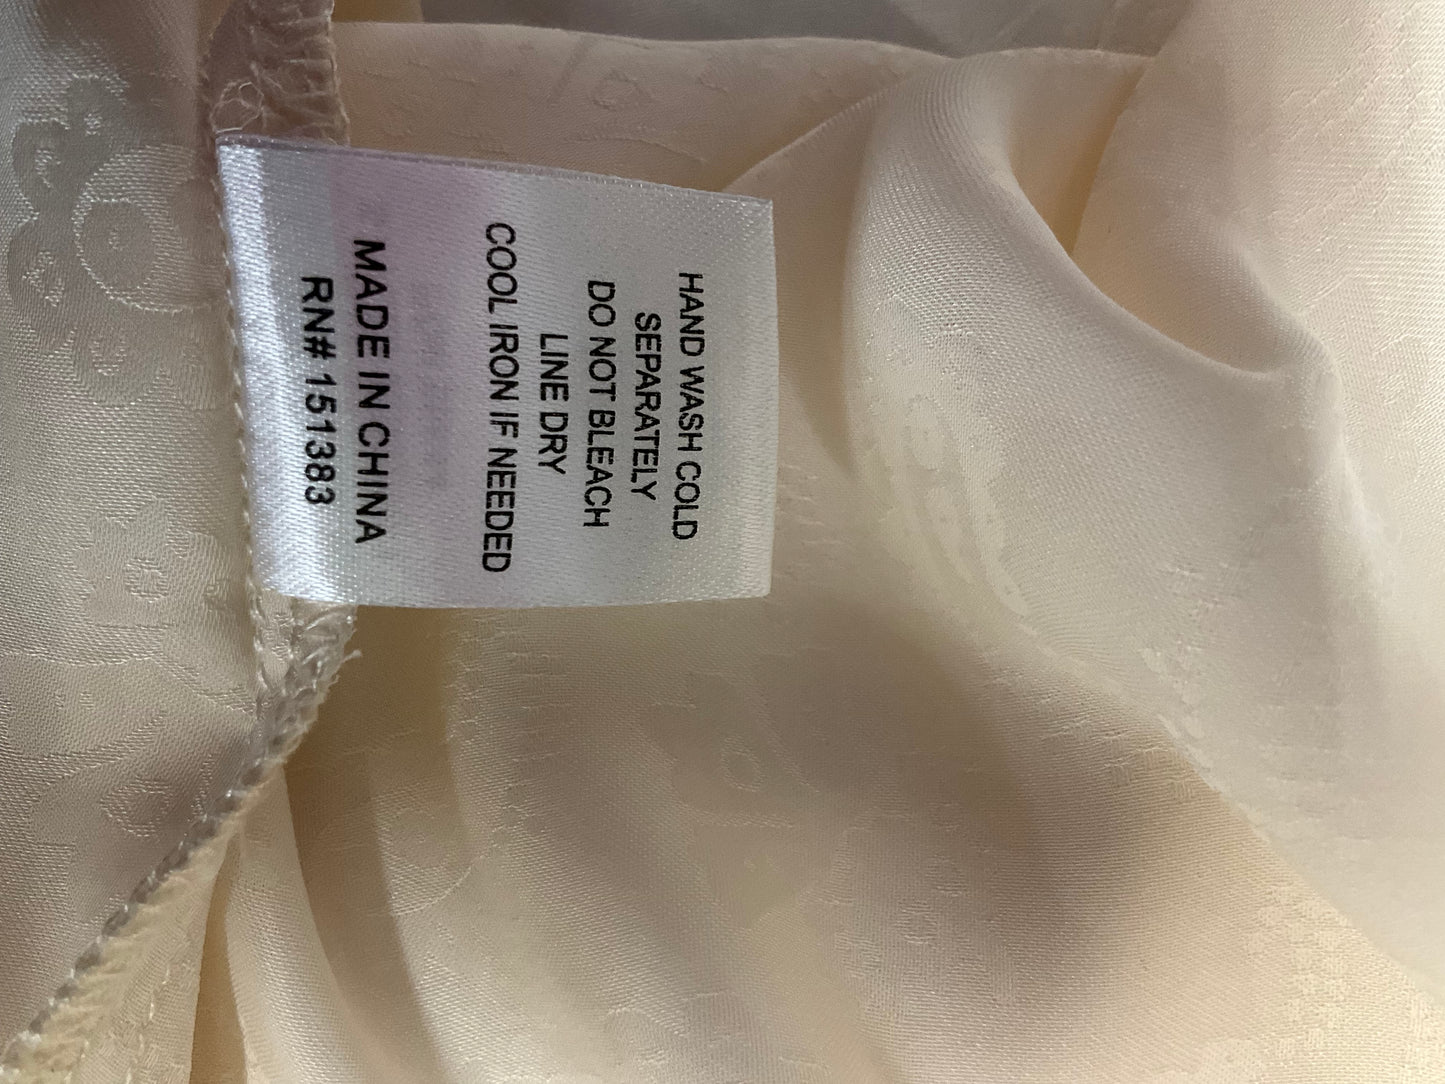 HAND WASH COLD
SEPARATELY
DO NOT BLEACH
LINE DRY
COOL IRON IF NEEDED
MADE IN CHINA
RN# 151383